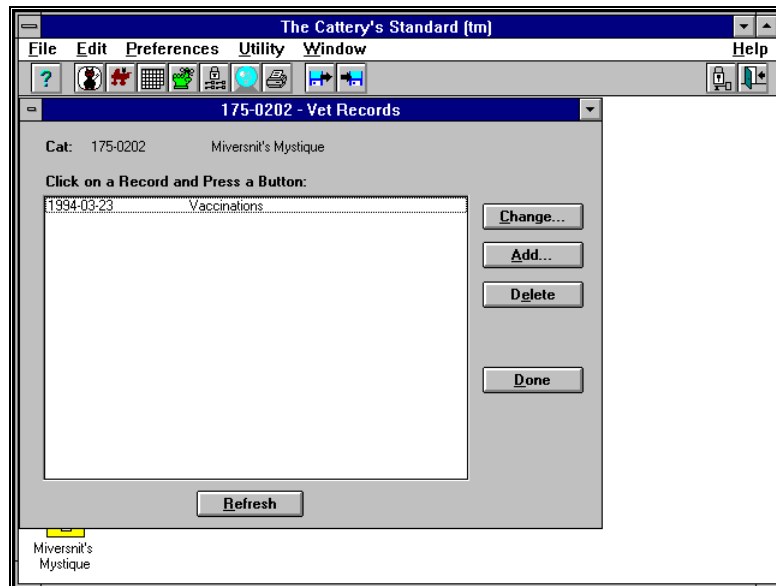 The Cattery's Standard (tm)
File Edit Preferences Utility Window Help
?
175-0202 - Vet Records
Cat: 175-0202 Miversnit's Mystique
Click on a Record and Press a Button:
1994-03-23 Vaccinations
Change...
Add...
Delete
Done
Refresh
Miversnit's
Mystique